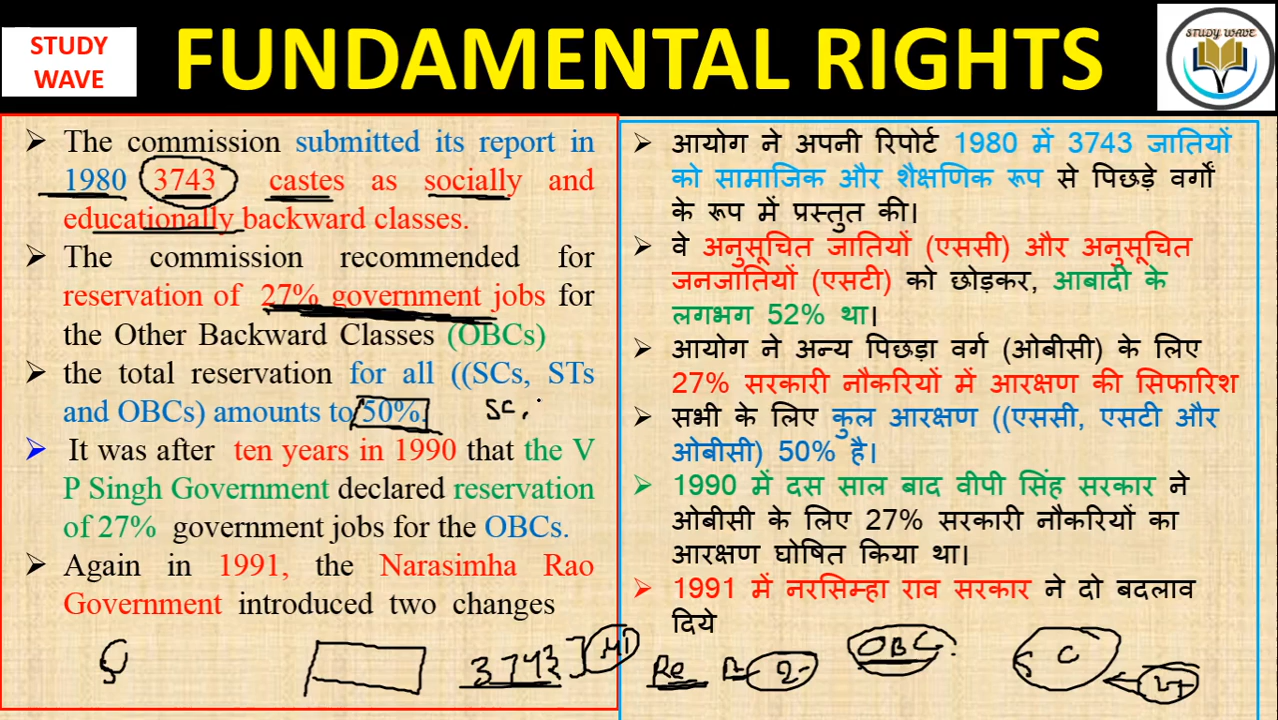 STUDY
WAVE
FUNDAMENTAL RIGHTS
STUDY WAVE
➢ The commission submitted its report in
1980 3743 castes as socially and
educationally backward classes.
➢ The commission recommended for
reservation of 27% government jobs for
the Other Backward Classes (OBCs)
➢ the total reservation for all ((SCs, STs
and OBCs) amounts to 50%. SC,
➢ It was after ten years in 1990 that the V
P Singh Government declared reservation
of 27% government jobs for the OBCs.
➢ Again in 1991, the Narasimha Rao
Government introduced two changes
3743
➢ आयोग ने अपनी रिपोर्ट 1980 में 3743 जातियों
को सामाजिक और शैक्षणिक रूप से पिछड़े वर्गों
के रूप में प्रस्तुत की।
➢ वे अनुसूचित जातियों (एससी) और अनुसूचित
जनजातियों (एसटी) को छोड़कर, आबादी के
लगभग 52% था।
➢ आयोग ने अन्य पिछड़ा वर्ग (ओबीसी) के लिए
27% सरकारी नौकरियों में आरक्षण की सिफारिश
➢ सभी के लिए कुल आरक्षण ((एससी, एसटी और
ओबीसी) 50% है।
➢ 1990 में दस साल बाद वीपी सिंह सरकार ने
ओबीसी के लिए 27% सरकारी नौकरियों का
आरक्षण घोषित किया था।
➢ 1991 में नरसिम्हा राव सरकार ने दो बदलाव
दिये
Re OBC C